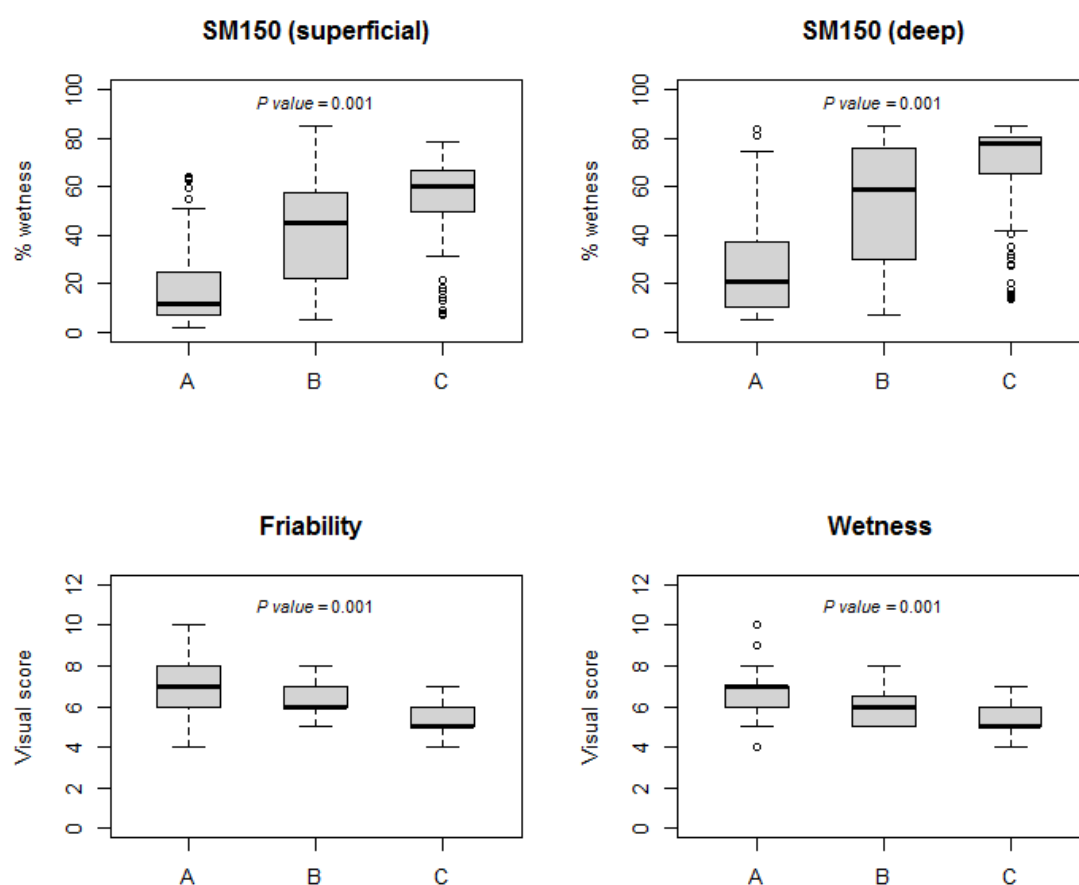 SM150 (superficial)
P value = 0.001
% wetness
100
80
60
40
20
0
A B C
SM150 (deep)
P value = 0.001
% wetness
100
80
60
40
20
0
A B C
Friability
P value = 0.001
Visual score
12
10
8
6
4
2
0
A B C
Wetness
P value = 0.001
Visual score
12
10
8
6
4
2
0
A B C